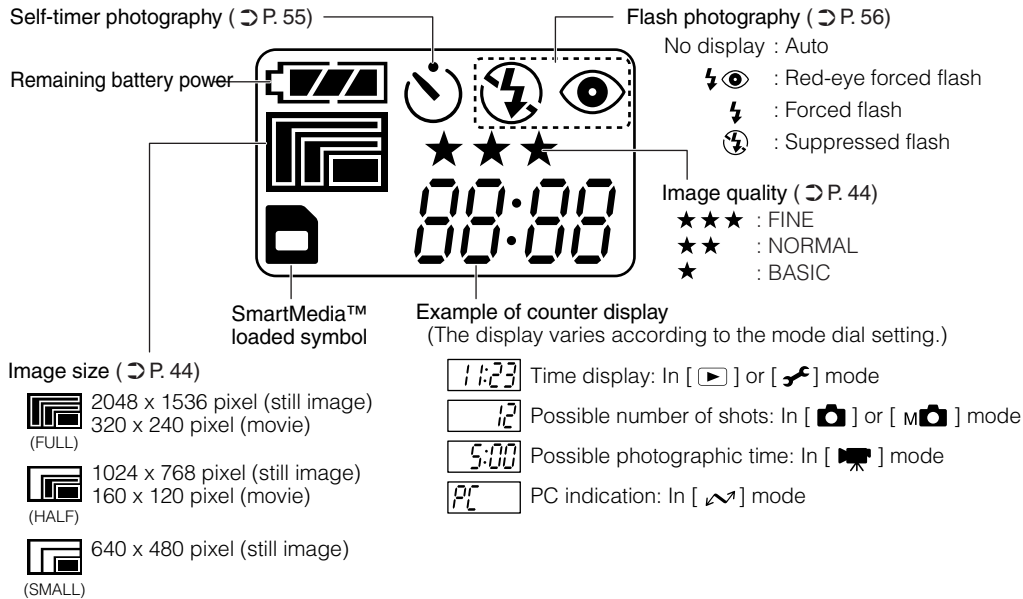 Self-timer photography ( P. 55)
Flash photography ( P. 56)
No display : Auto
: Red-eye forced flash
: Forced flash
: Suppressed flash
Remaining battery power
88:88
Image quality ( P. 44)
★★★ : FINE
★★ : NORMAL
★ : BASIC
SmartMedia™
loaded symbol
Example of counter display
(The display varies according to the mode dial setting.)
11:23 Time display: In [ ] or [ ] mode
12 Possible number of shots: In [ ] or [ M ] mode
5:00 Possible photographic time: In [ ] mode
PC PC indication: In [ ] mode
Image size ( P. 44)
2048 x 1536 pixel (still image)
320 x 240 pixel (movie)
(FULL)
1024 x 768 pixel (still image)
160 x 120 pixel (movie)
(HALF)
640 x 480 pixel (still image)
(SMALL)